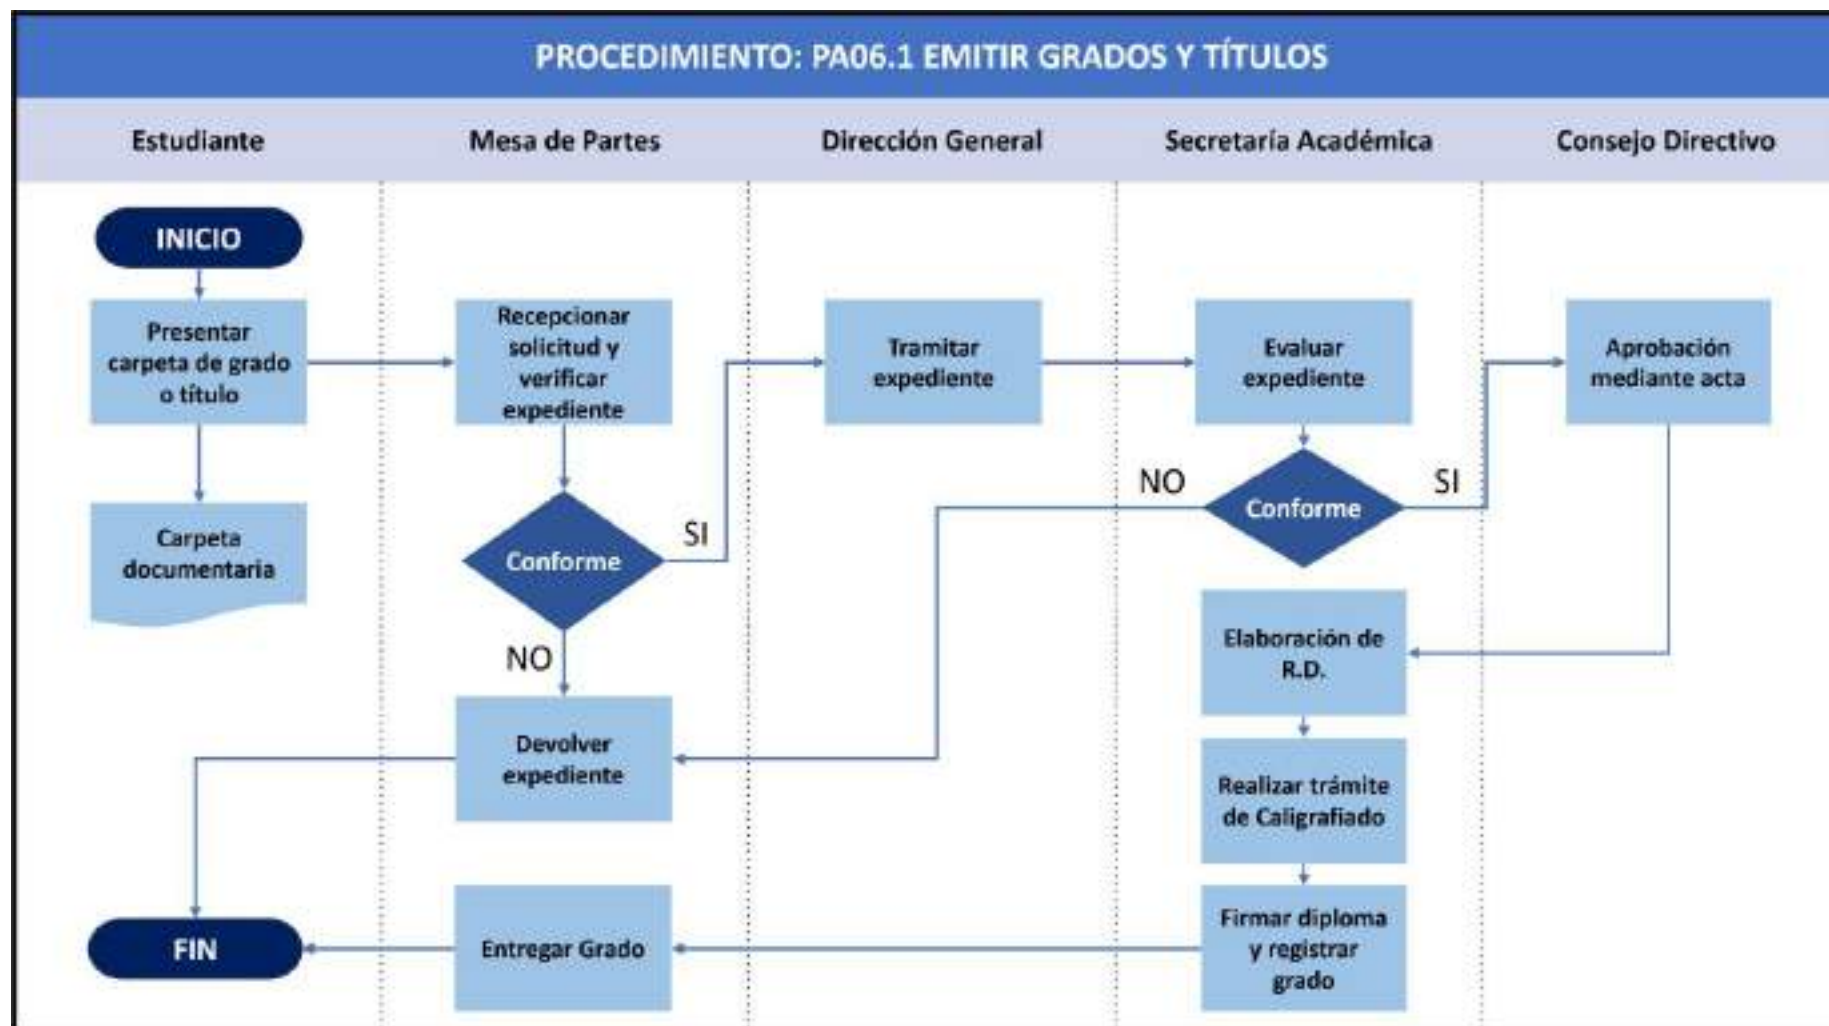 PROCEDIMIENTO: PA06.1 EMITIR GRADOS Y TÍTULOS
Estudiante
Mesa de Partes
Dirección General
Secretaría Académica
Consejo Directivo
INICIO
Presentar
carpeta de grado
o título
Recepcionar
solicitud y
verificar
expediente
Tramitar
expediente
Evaluar
expediente
Aprobación
mediante acta
Carpeta
documentaria
Conforme
SI
NO
NO
Conforme
SI
Elaboración de
R.D.
Devolver
expediente
Realizar trámite
de Caligrafiado
FIN
Entregar Grado
Firmar diploma
y registrar
grado